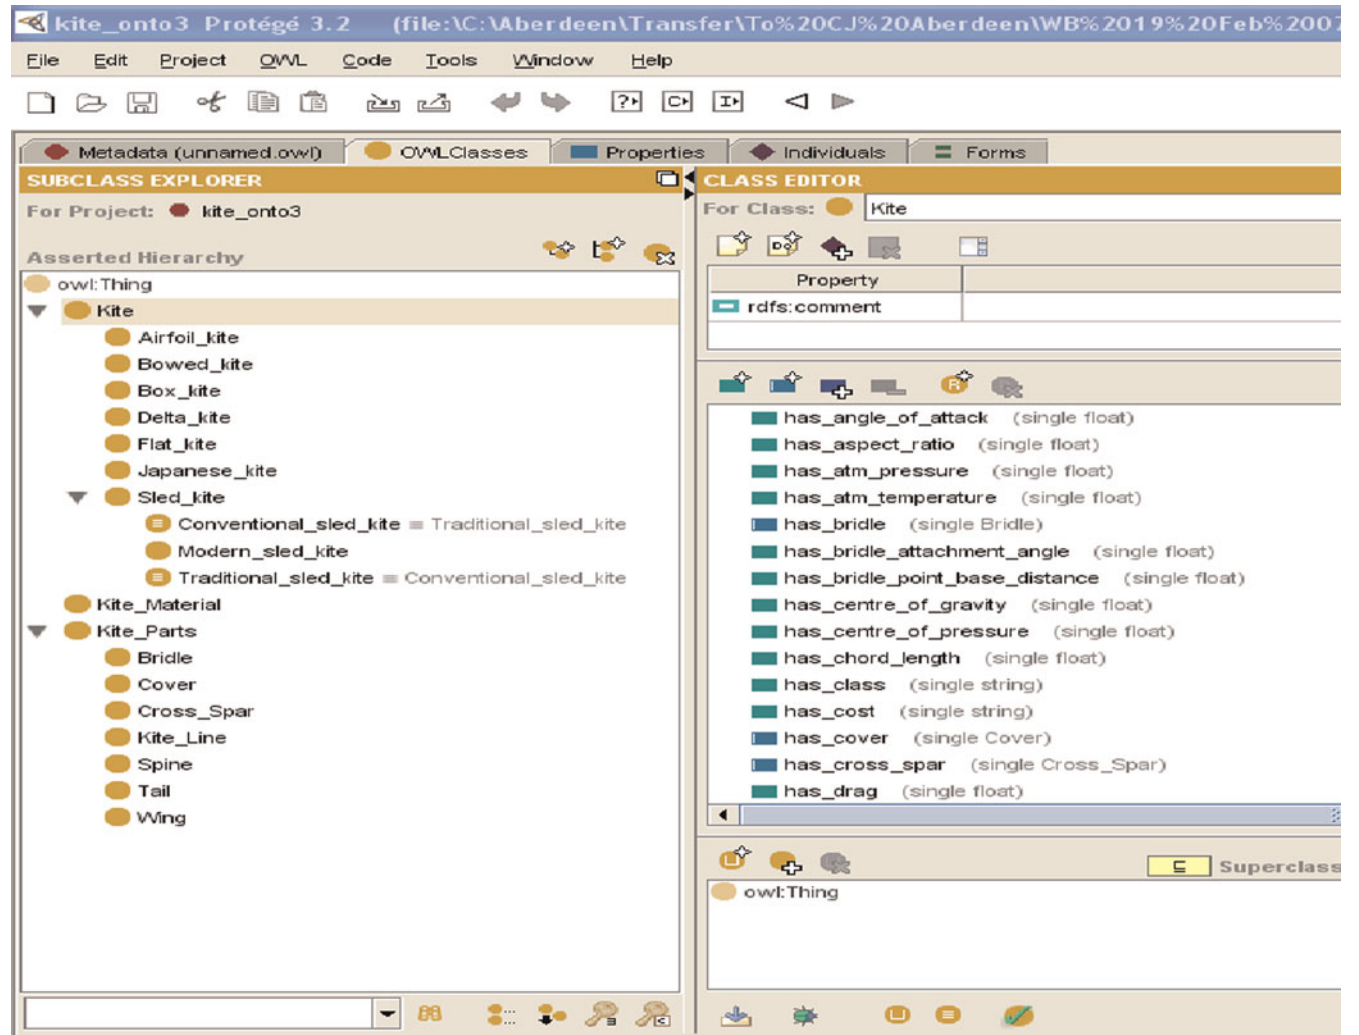 kite_onto3 Protégé 3.2 (file:\C:\Aberdeen\Transfer\To%20CJ%20Aberdeen\WB%2019%20Feb%2007
File Edit Project OWL Code Tools Window Help
Metadata (unnamed.owl) OWLClasses Properties Individuals Forms
SUBCLASS EXPLORER
For Project: kite_onto3
Asserted Hierarchy
owl:Thing
Kite
Airfoil_kite
Bowed_kite
Box_kite
Delta_kite
Flat_kite
Japanese_kite
Sled_kite
Conventional_sled_kite ≡ Traditional_sled_kite
Modern_sled_kite
Traditional_sled_kite ≡ Conventional_sled_kite
Kite_Material
Kite_Parts
Bridle
Cover
Cross_Spar
Kite_Line
Spine
Tail
Wing
CLASS EDITOR
For Class: Kite
Property
rdfs:comment
has_angle_of_attack (single float)
has_aspect_ratio (single float)
has_atm_pressure (single float)
has_atm_temperature (single float)
has_bridle (single Bridle)
has_bridle_attachment_angle (single float)
has_bridle_point_base_distance (single float)
has_centre_of_gravity (single float)
has_centre_of_pressure (single float)
has_chord_length (single float)
has_class (single string)
has_cost (single string)
has_cover (single Cover)
has_cross_spar (single Cross_Spar)
has_drag (single float)
⊑ Superclass
owl:Thing